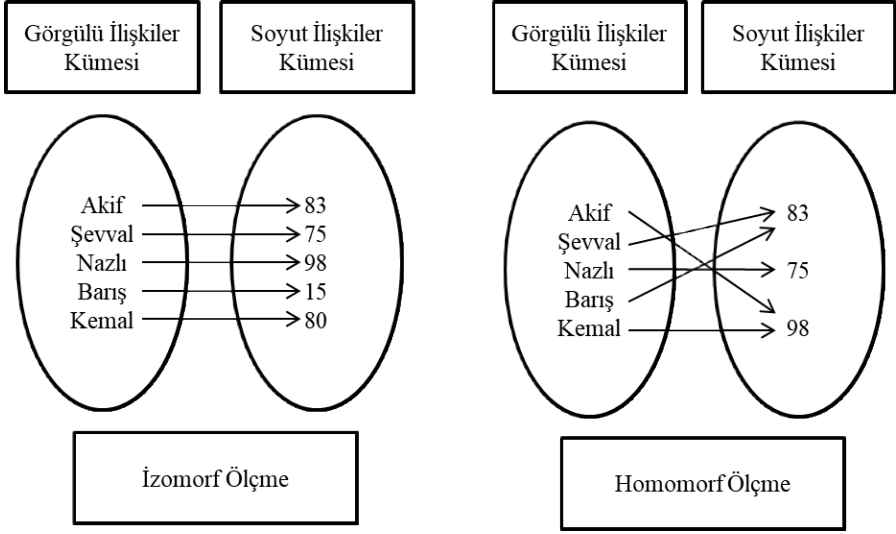 Görgülü İlişkiler
Kümesi
Soyut İlişkiler
Kümesi
Akif
83
Şevval
75
Nazlı
98
Barış
15
Kemal
80
İzomorf Ölçme
Görgülü İlişkiler
Kümesi
Soyut İlişkiler
Kümesi
Akif
83
Şevval
Nazlı
75
Barış
Kemal
98
Homomorf Ölçme